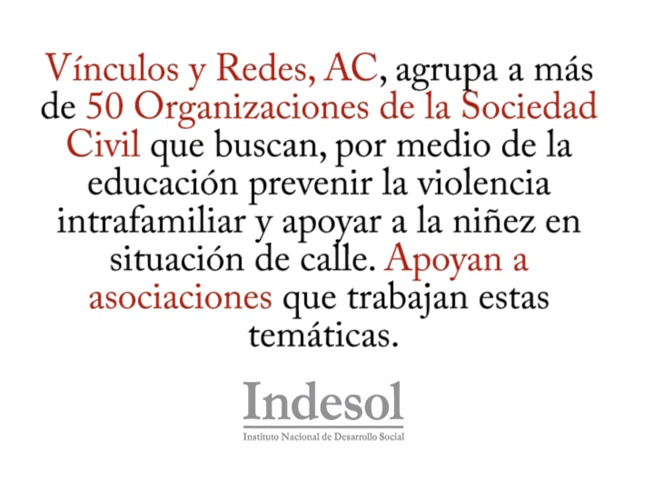 Vínculos y Redes, AC, agrupa a más
de 50 Organizaciones de la Sociedad
Civil que buscan, por medio de la
educación prevenir la violencia
intrafamiliar y apoyar a la niñez en
situación de calle. Apoyan a
asociaciones que trabajan estas
temáticas.
Indesol
Instituto Nacional de Desarrollo Social